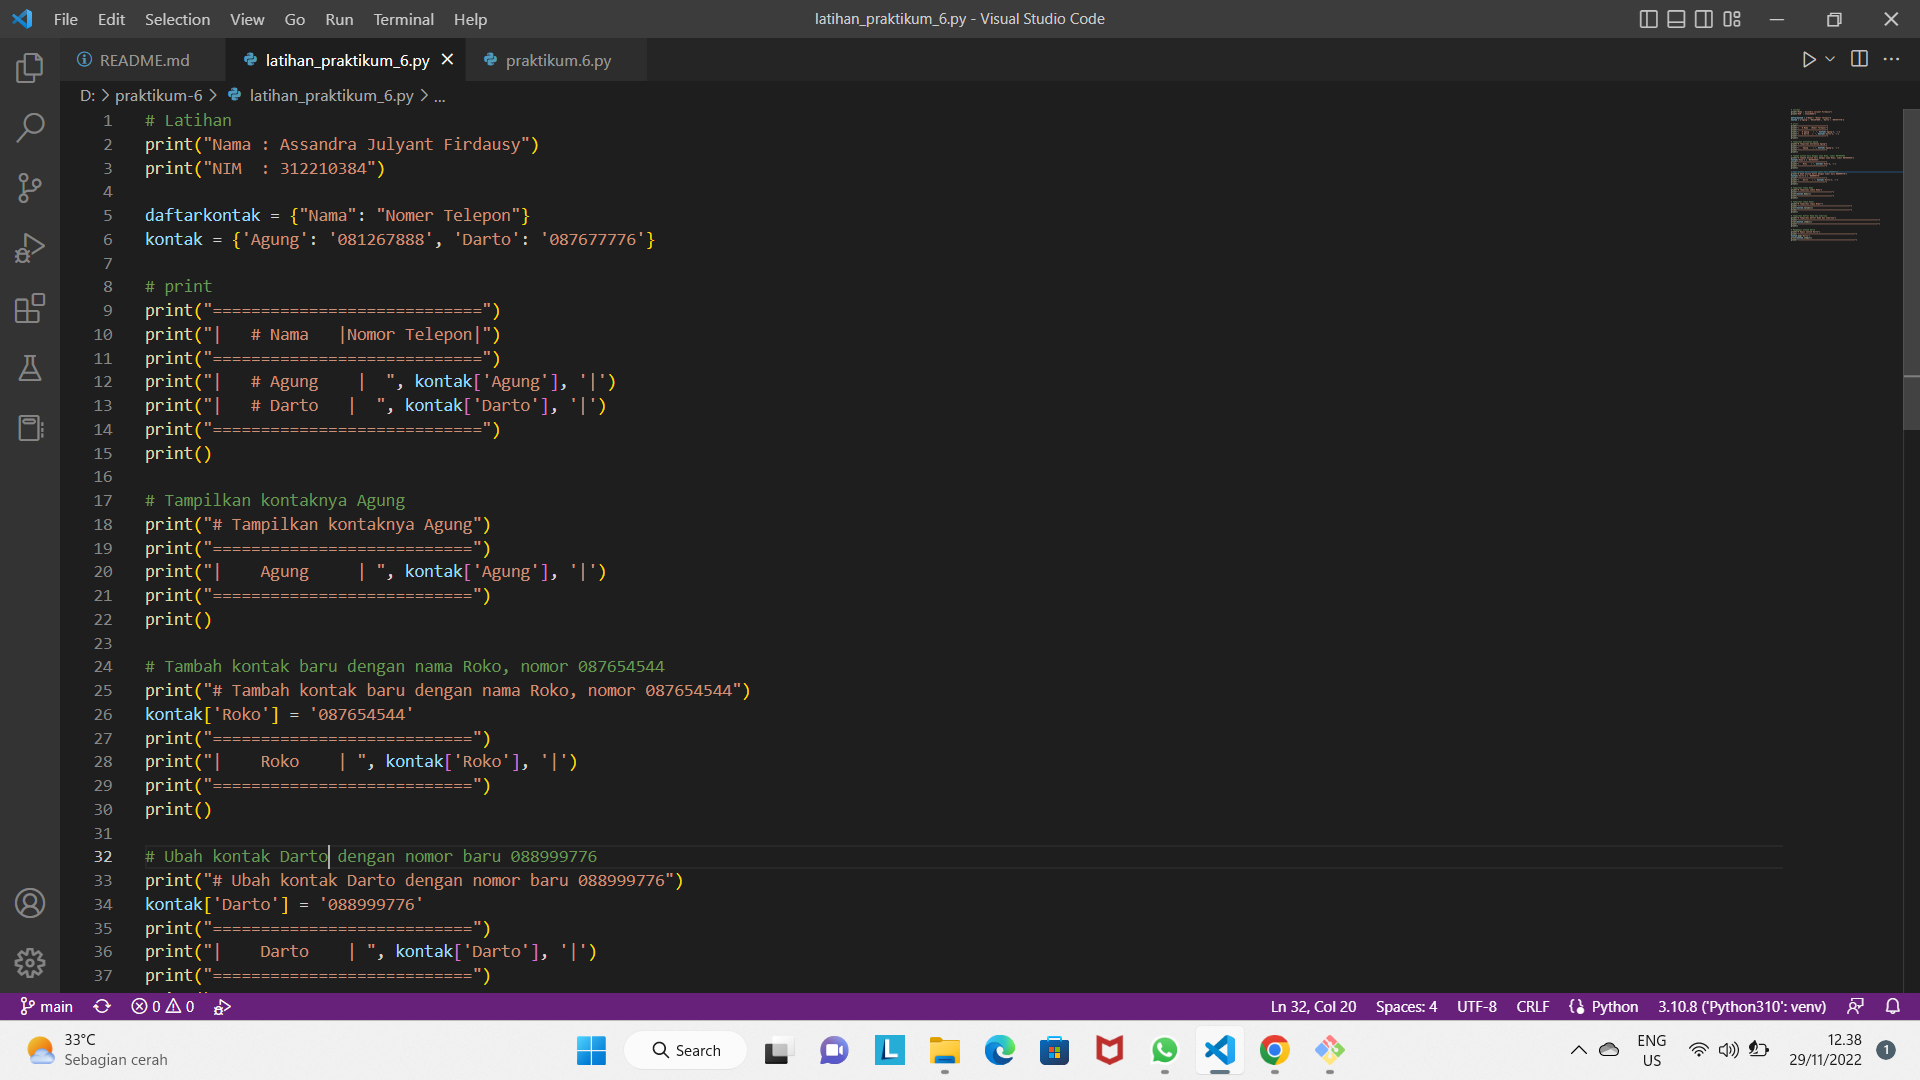 File Edit Selection View Go Run Terminal Help
latihan_praktikum_6.py - Visual Studio Code
README.md
latihan_praktikum_6.py
praktikum.6.py
D: > praktikum-6 > latihan_praktikum_6.py > ...
1 # Latihan
2 print("Nama : Assandra Julyant Firdausy")
3 print("NIM  : 312210384")
4
5 daftarkontak = {"Nama": "Nomer Telepon"}
6 kontak = {'Agung': '081267888', 'Darto': '087677776'}
7
8 # print
9 print("============================")
10 print("|   # Nama   |Nomor Telepon|")
11 print("============================")
12 print("|   # Agung    |  ", kontak['Agung'], '|')
13 print("|   # Darto   |  ", kontak['Darto'], '|')
14 print("============================")
15 print()
16
17 # Tampilkan kontaknya Agung
18 print("# Tampilkan kontaknya Agung")
19 print("===========================")
20 print("|    Agung     | ", kontak['Agung'], '|')
21 print("===========================")
22 print()
23
24 # Tambah kontak baru dengan nama Roko, nomor 087654544
25 print("# Tambah kontak baru dengan nama Roko, nomor 087654544")
26 kontak['Roko'] = '087654544'
27 print("===========================")
28 print("|    Roko    | ", kontak['Roko'], '|')
29 print("===========================")
30 print()
31
32 # Ubah kontak Darto dengan nomor baru 088999776
33 print("# Ubah kontak Darto dengan nomor baru 088999776")
34 kontak['Darto'] = '088999776'
35 print("===========================")
36 print("|    Darto    | ", kontak['Darto'], '|')
37 print("===========================")
main 0 0 Ln 32, Col 20 Spaces: 4 UTF-8 CRLF Python 3.10.8 ('Python310': venv)
33°C
Sebagian cerah
Search
ENG
US
12.38
29/11/2022
1